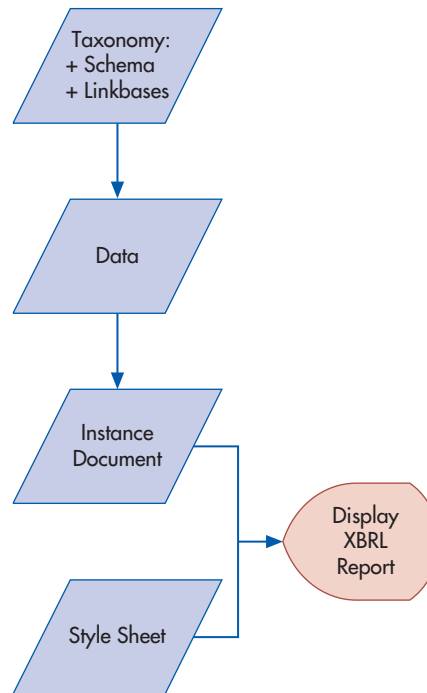 Taxonomy:
+ Schema
+ Linkbases
Data
Instance
Document
Display
XBRL
Report
Style Sheet